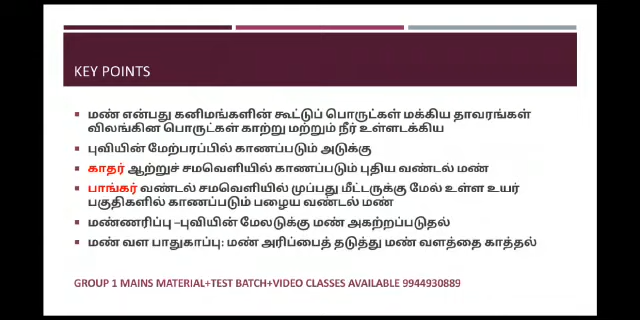 KEY POINTS
மண் என்பது கனிமங்களின் கூட்டுப் பொருட்கள் மக்கிய தாவரங்கள்
விலங்கின பொருட்கள் காற்று மற்றும் நீர் உள்ளடக்கிய
புவியின் மேற்பரப்பில் காணப்படும் அடுக்கு
காதர் ஆற்றுச் சமவெளியில் காணப்படும் புதிய வண்டல் மண்
பாங்கர் வண்டல் சமவெளியில் முப்பது மீட்டருக்கு மேல் உள்ள உயர்
பகுதிகளில் காணப்படும் பழைய வண்டல் மண்
மண்ணரிப்பு –புவியின் மேலடுக்கு மண் அகற்றப்படுதல்
மண் வள பாதுகாப்பு: மண் அரிப்பைத் தடுத்து மண் வளத்தை காத்தல்
GROUP 1 MAINS MATERIAL+TEST BATCH+VIDEO CLASSES AVAILABLE 9944930889